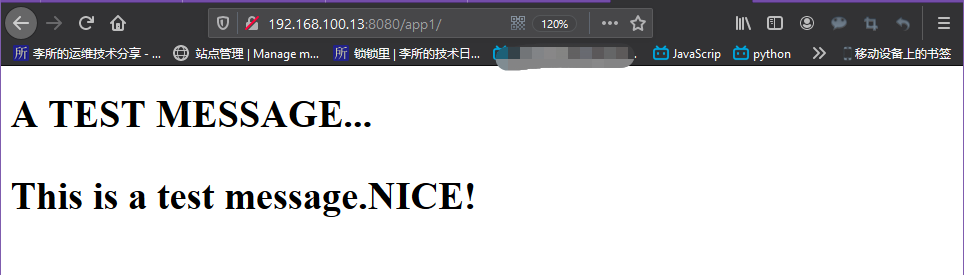 192.168.100.13:8080/app1/ 120%
所 李所的运维技术分享 - ... 站点管理 | Manage m... 所 锁锁里 | 李所的技术日... JavaScrip python 移动设备上的书签
A TEST MESSAGE...
This is a test message.NICE!